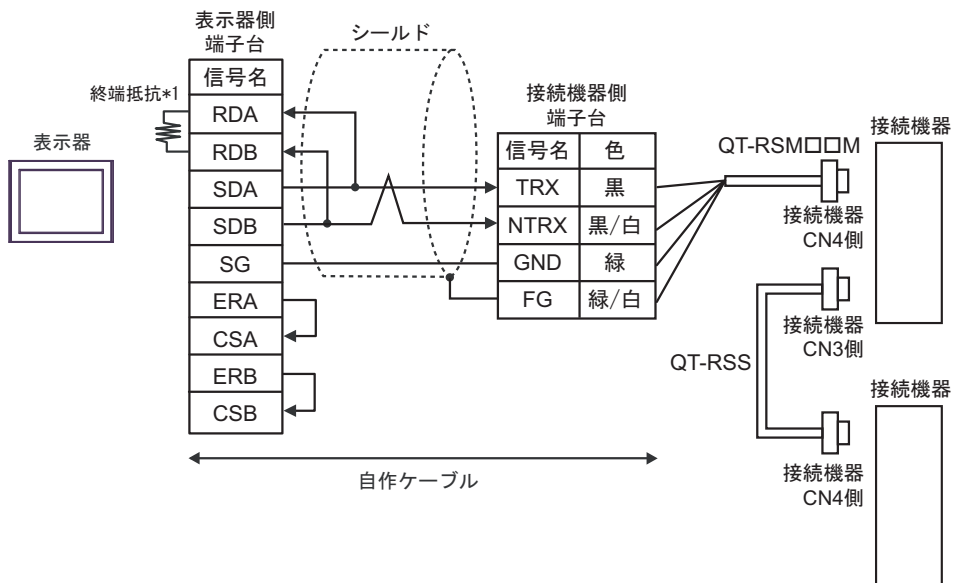 表示器
終端抵抗*1
表示器側
端子台
信号名
RDA
RDB
SDA
SDB
SG
ERA
CSA
ERB
CSB
シールド
接続機器側
端子台
信号名 色
TRX 黒
NTRX 黒/白
GND 緑
FG 緑/白
自作ケーブル
QT-RSM□□M
接続機器
接続機器
CN4側
接続機器
CN3側
QT-RSS
接続機器
接続機器
CN4側